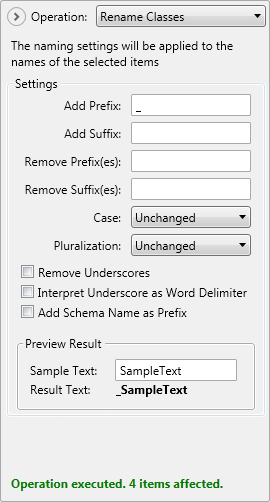 Operation: Rename Classes
The naming settings will be applied to the
names of the selected items
Settings
Add Prefix: _
Add Suffix:
Remove Prefix(es):
Remove Suffix(es):
Case: Unchanged
Pluralization: Unchanged
Remove Underscores
Interpret Underscore as Word Delimiter
Add Schema Name as Prefix
Preview Result
Sample Text: SampleText
Result Text: _SampleText
Operation executed. 4 items affected.